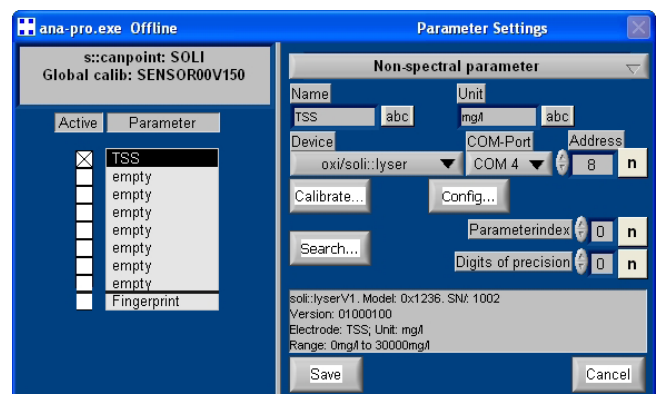 ana-pro.exe Offline
Parameter Settings
s::canpoint: SOLI
Global calib: SENSOR00V150
Active Parameter
TSS
empty
empty
empty
empty
empty
empty
empty
Fingerprint
Non-spectral parameter
Name Unit
TSS abc mg/l abc
Device COM-Port Address
oxi/soli::lyser COM 4 8 n
Calibrate... Config...
Parameterindex 0 n
Search...
Digits of precision 0 n
soli::lyserV1. Model: 0x1236. SN/: 1002
Version: 01000100
Electrode: TSS; Unit: mg/l
Range: 0mg/l to 30000mg/l
Save Cancel